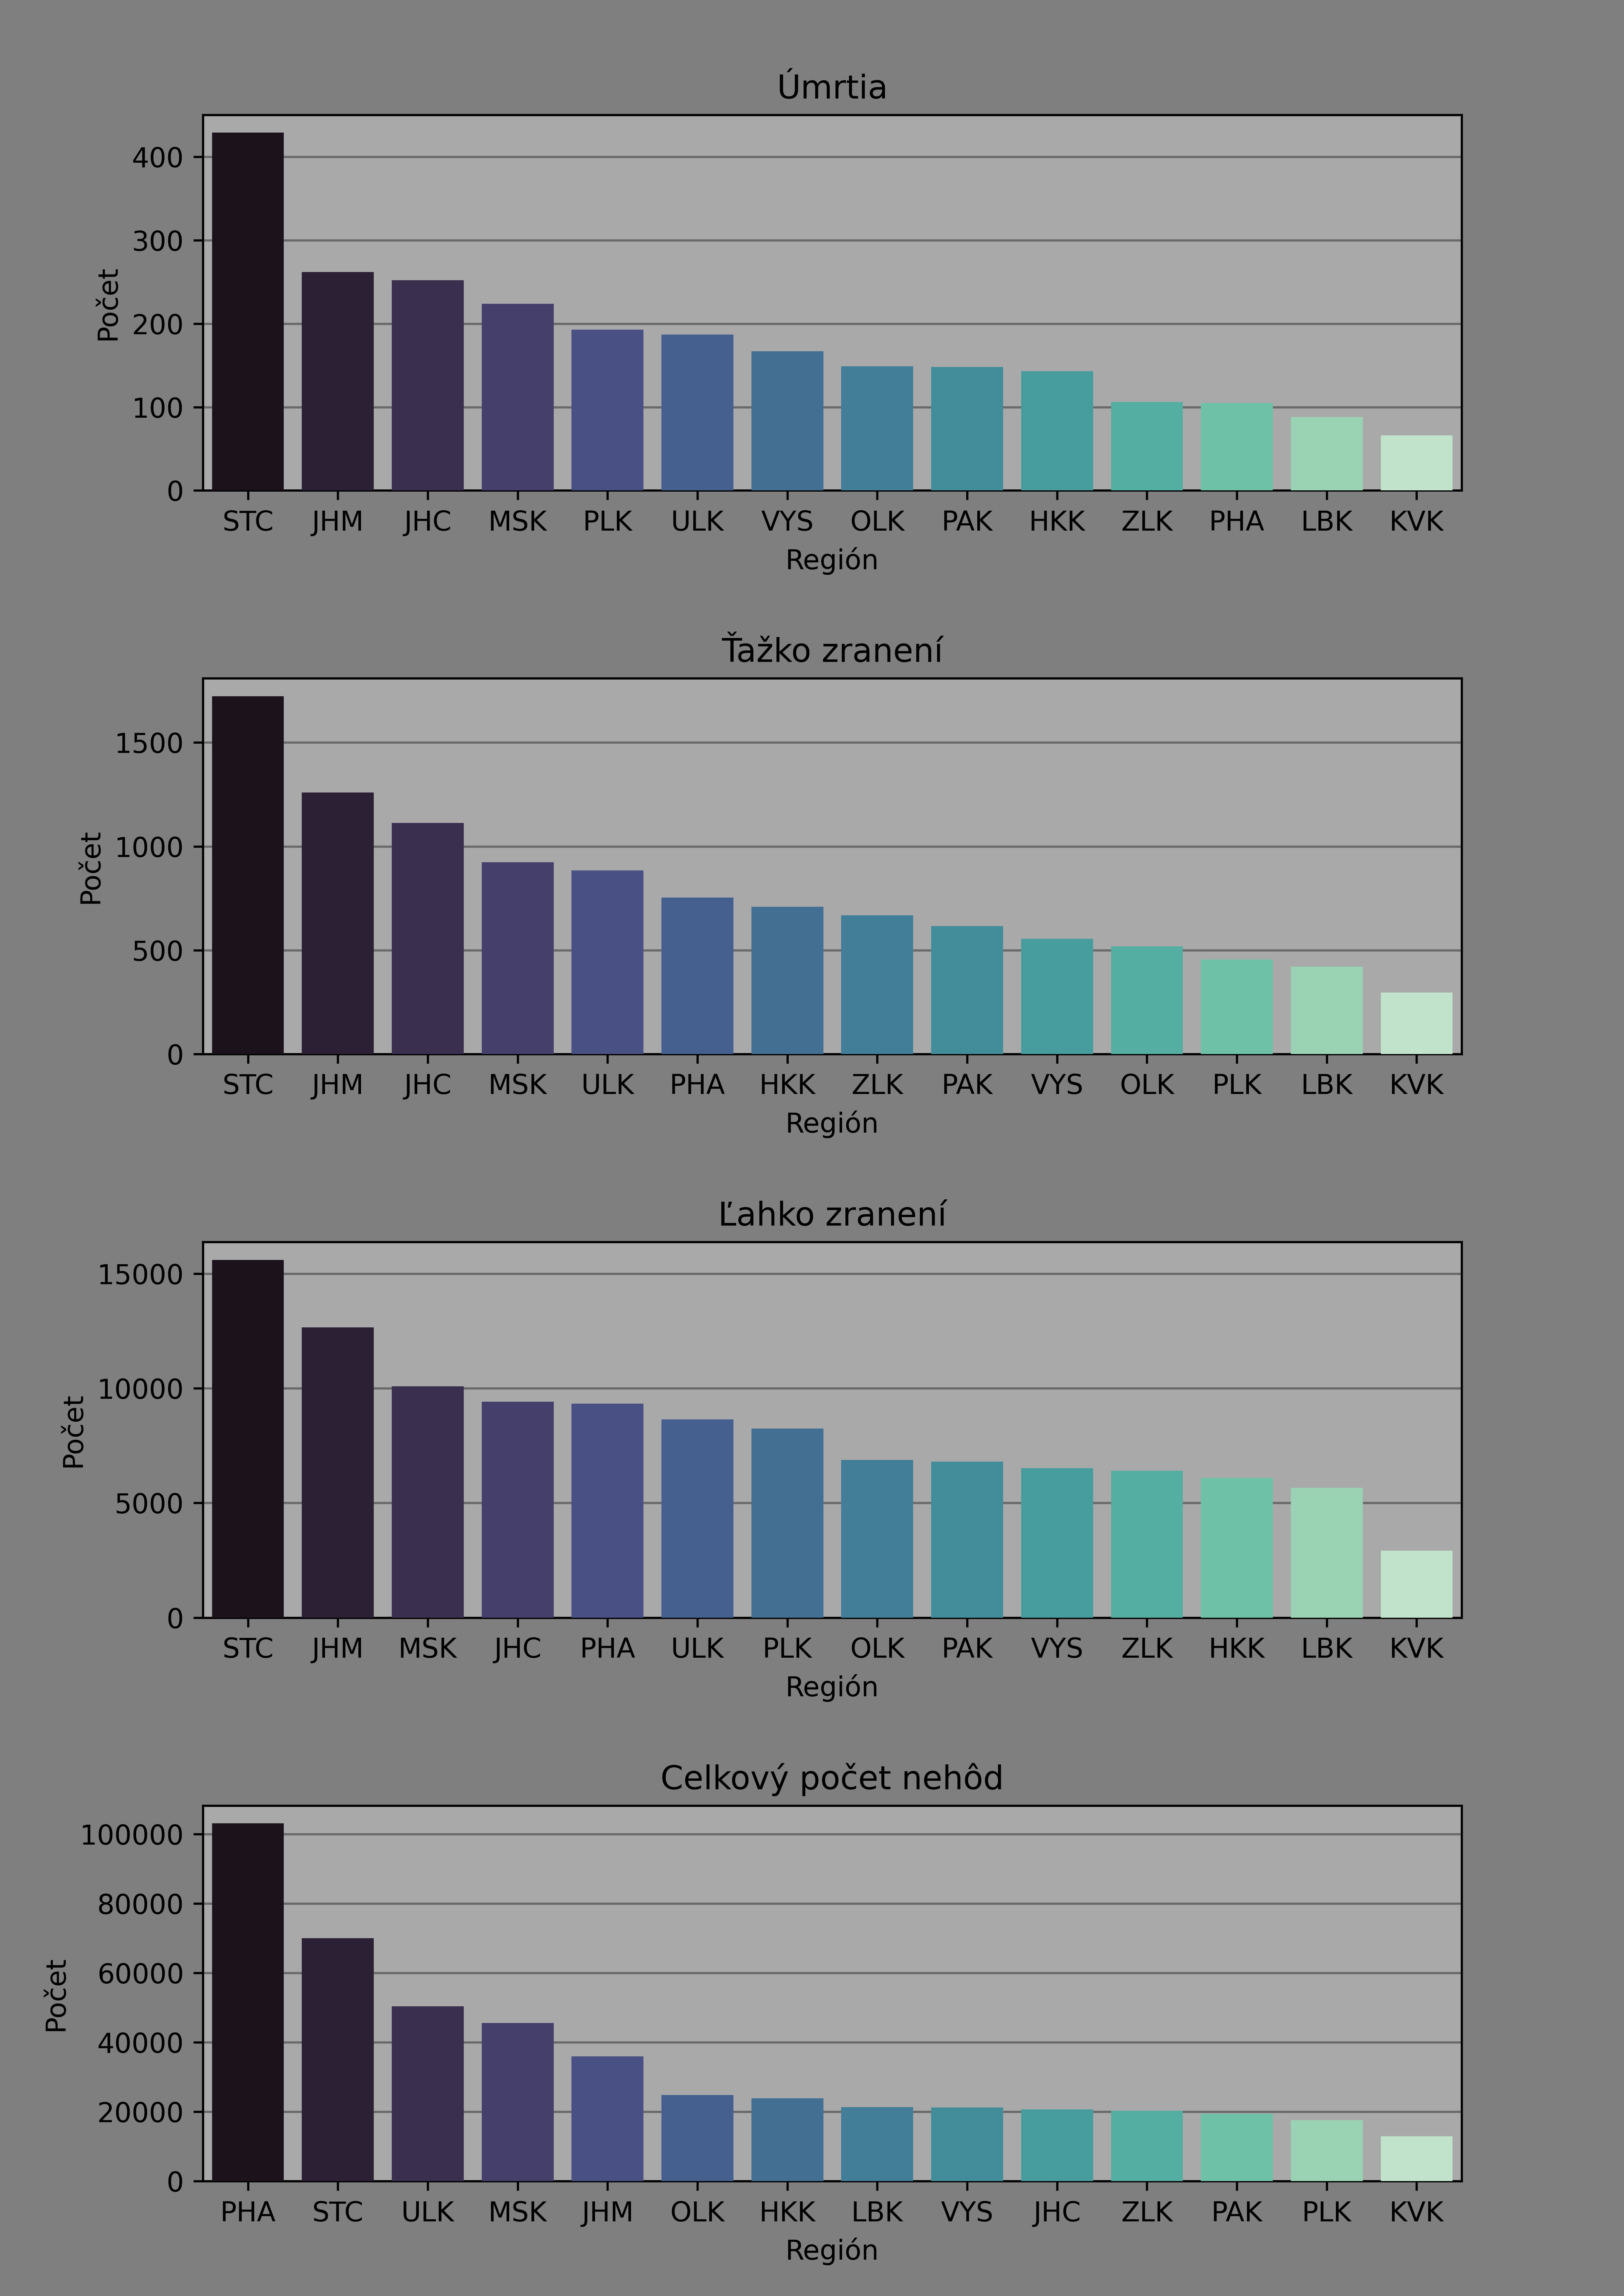 Úmrtia
Počet
400
300
200
100
0
STC JHM JHC MSK PLK ULK VYS OLK PAK HKK ZLK PHA LBK KVK
Región
Ťažko zranení
Počet
1500
1000
500
0
STC JHM JHC MSK ULK PHA HKK ZLK PAK VYS OLK PLK LBK KVK
Región
Ľahko zranení
Počet
15000
10000
5000
0
STC JHM MSK JHC PHA ULK PLK OLK PAK VYS ZLK HKK LBK KVK
Región
Celkový počet nehôd
Počet
100000
80000
60000
40000
20000
0
PHA STC ULK MSK JHM OLK HKK LBK VYS JHC ZLK PAK PLK KVK
Región